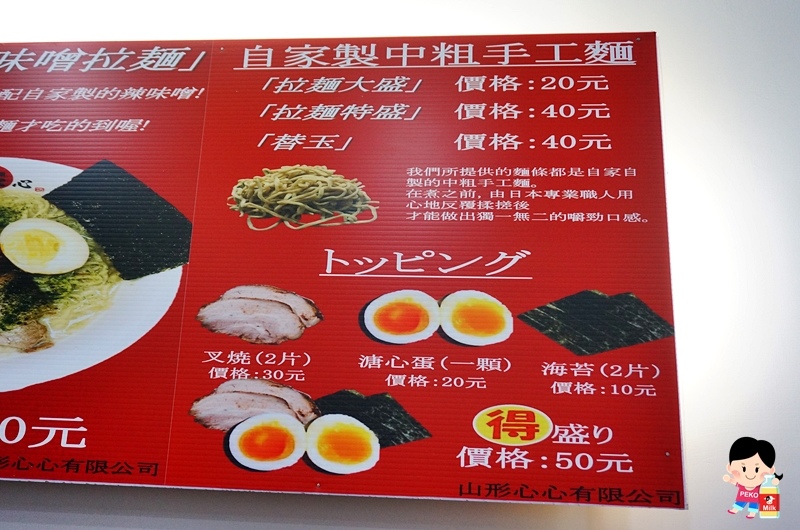 味噌拉麵」
配自家製的辣味噌!
麵才吃的到喔!
心
0元
形心心有限公司
自家製中粗手工麵
「拉麵大盛」 價格:20元
「拉麵特盛」 價格:40元
「替玉」 價格:40元
我們所提供的麵條都是自家自
製的中粗手工麵。
在煮之前,由日本專業職人用
心地反覆揉搓後
才能做出獨一無二的嚼勁口感。
トッピング
叉燒(2片)
價格:30元
溏心蛋(一顆)
價格:20元
海苔(2片)
價格:10元
得盛り
價格:50元
山形心心有限公司
PEKO
Milk